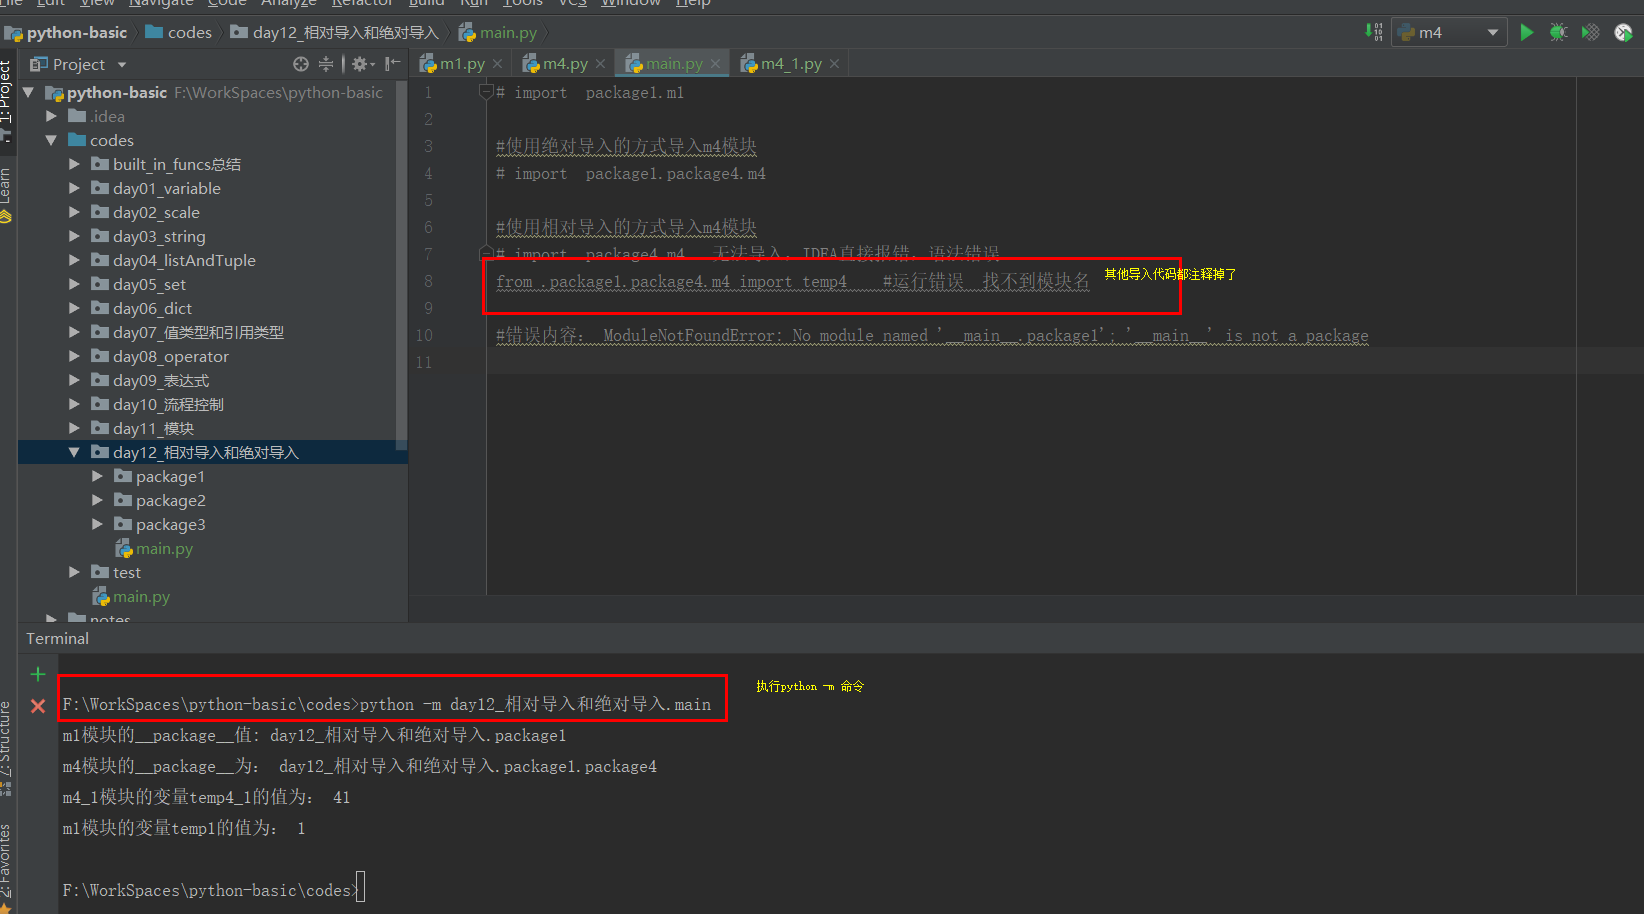 File Edit View Navigate Code Analyze Refactor Build Run Tools VCS Window Help
python-basic codes day12_相对导入和绝对导入 main.py
m4
Project
m1.py m4.py main.py m4_1.py
1: Project
Learn
7: Structure
2: Favorites
python-basic F:\WorkSpaces\python-basic
.idea
codes
built_in_funcs总结
day01_variable
day02_scale
day03_string
day04_listAndTuple
day05_set
day06_dict
day07_值类型和引用类型
day08_operator
day09_表达式
day10_流程控制
day11_模块
day12_相对导入和绝对导入
package1
package2
package3
main.py
test
main.py
notes
1 # import package1.m1
2
3 #使用绝对导入的方式导入m4模块
4 # import package1.package4.m4
5
6 #使用相对导入的方式导入m4模块
7 # import package4.m4 无法导入，IDEA直接报错，语法错误
8 from .package1.package4.m4 import temp4 #运行错误 找不到模块名
其他导入代码都注释掉了
9
10 #错误内容： ModuleNotFoundError: No module named '__main__.package1'; '__main__' is not a package
11
Terminal
F:\WorkSpaces\python-basic\codes>python -m day12_相对导入和绝对导入.main
执行python -m 命令
m1模块的__package__值: day12_相对导入和绝对导入.package1
m4模块的__package__为： day12_相对导入和绝对导入.package1.package4
m4_1模块的变量temp4_1的值为： 41
m1模块的变量temp1的值为： 1
F:\WorkSpaces\python-basic\codes>